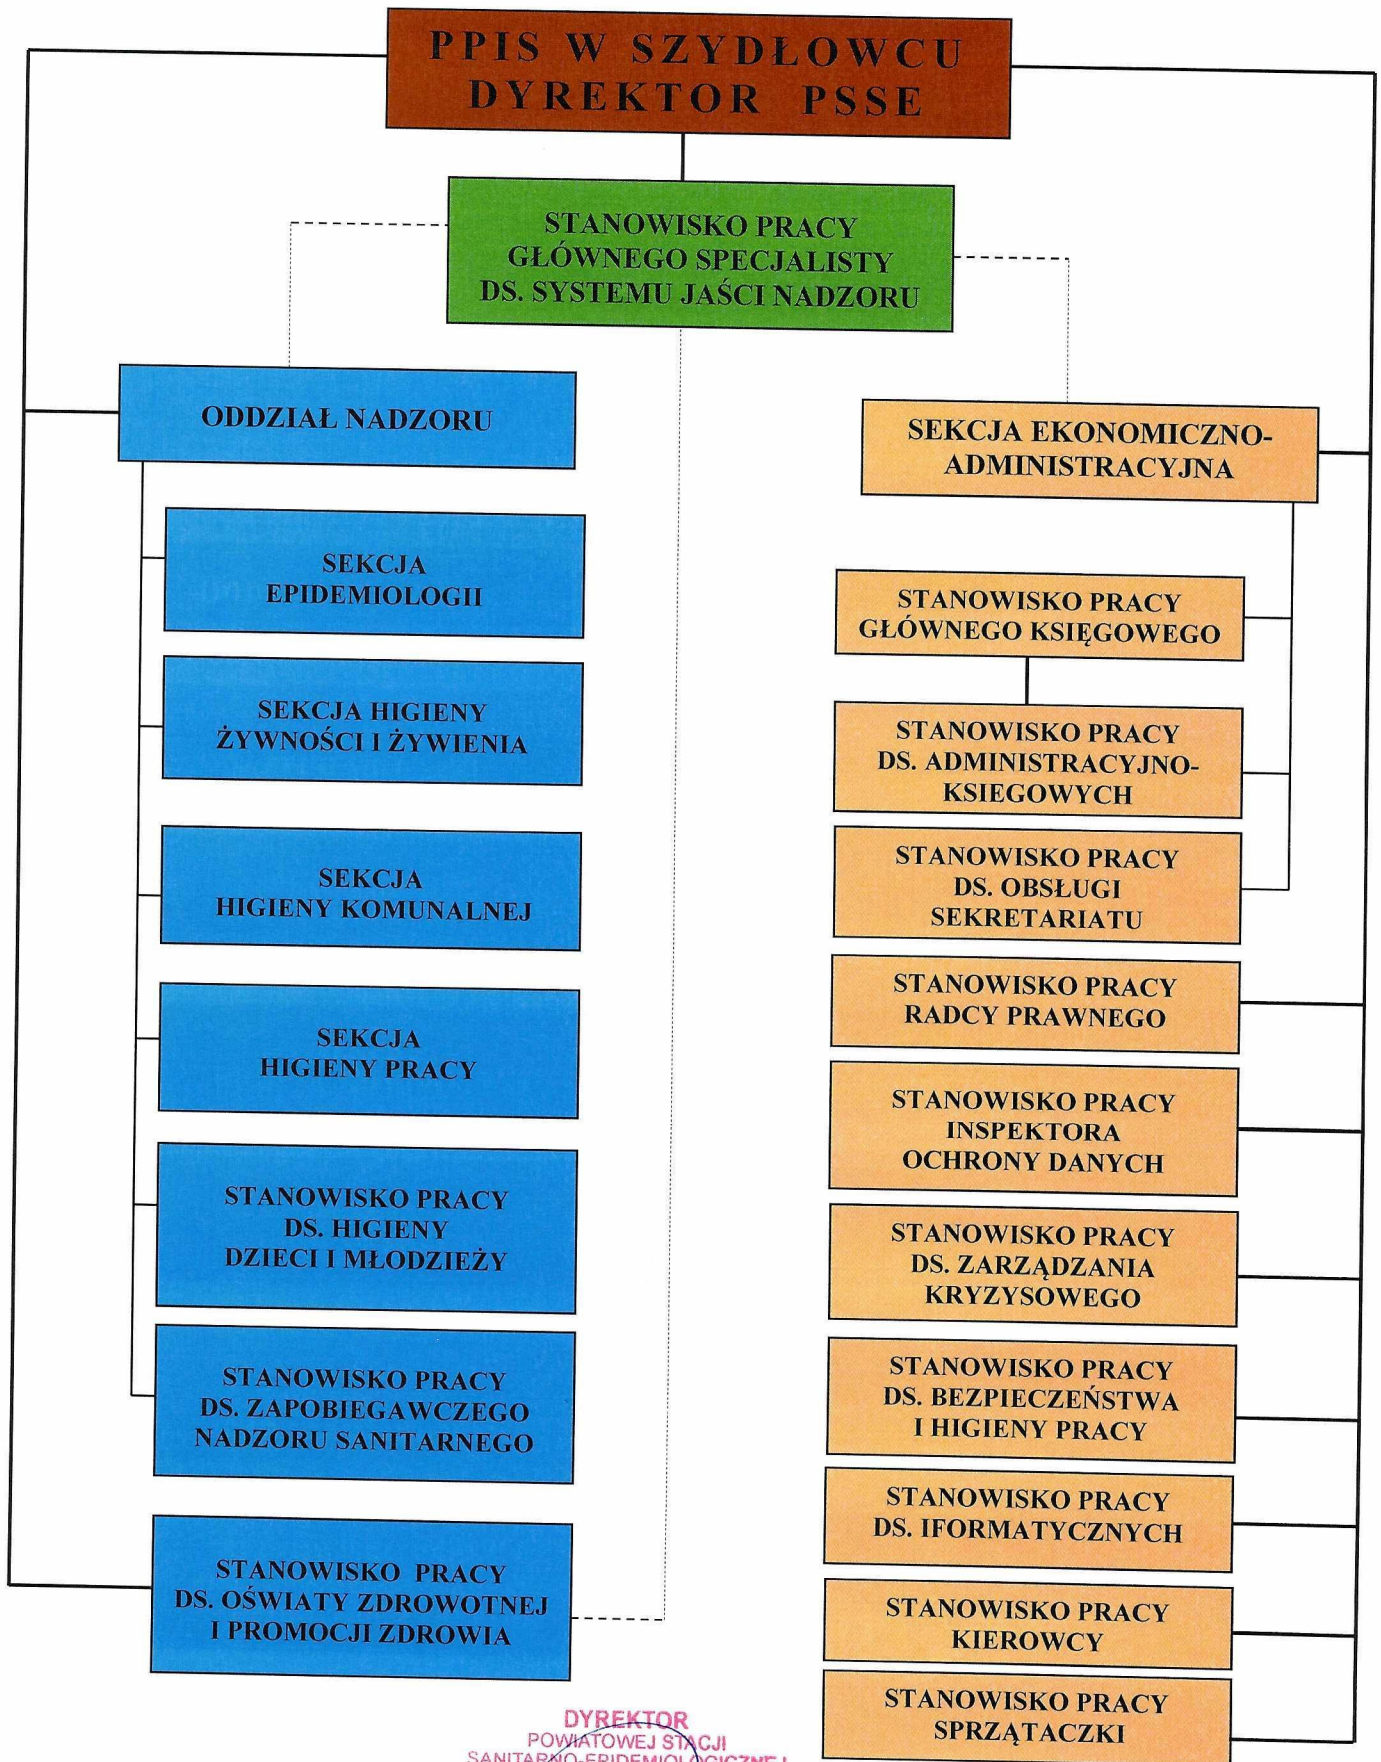 PPIS W SZYDŁOWCU
DYREKTOR PSSE
STANOWISKO PRACY
GŁÓWNEGO SPECJALISTY
DS. SYSTEMU JAŚCI NADZORU
ODDZIAŁ NADZORU
SEKCJA
EPIDEMIOLOGII
SEKCJA HIGIENY
ŻYWNOŚCI I ŻYWIENIA
SEKCJA
HIGIENY KOMUNALNEJ
SEKCJA
HIGIENY PRACY
STANOWISKO PRACY
DS. HIGIENY
DZIECI I MŁODZIEŻY
STANOWISKO PRACY
DS. ZAPOBIEGAWCZEGO
NADZORU SANITARNEGO
STANOWISKO PRACY
DS. OŚWIATY ZDROWOTNEJ
I PROMOCJI ZDROWIA
SEKCJA EKONOMICZNO-
ADMINISTRACYJNA
STANOWISKO PRACY
GŁÓWNEGO KSIĘGOWEGO
STANOWISKO PRACY
DS. ADMINISTRACYJNO-
KSIEGOWYCH
STANOWISKO PRACY
DS. OBSŁUGI
SEKRETARIATU
STANOWISKO PRACY
RADCY PRAWNEGO
STANOWISKO PRACY
INSPEKTORA
OCHRONY DANYCH
STANOWISKO PRACY
DS. ZARZĄDZANIA
KRYZYSOWEGO
STANOWISKO PRACY
DS. BEZPIECZEŃSTWA
I HIGIENY PRACY
STANOWISKO PRACY
DS. IFORMATYCZNYCH
STANOWISKO PRACY
KIEROWCY
STANOWISKO PRACY
SPRZĄTACZKI
DYREKTOR
POWIATOWEJ STACJI
SANITARNO-EPIDEMIOLOGICZNEJ